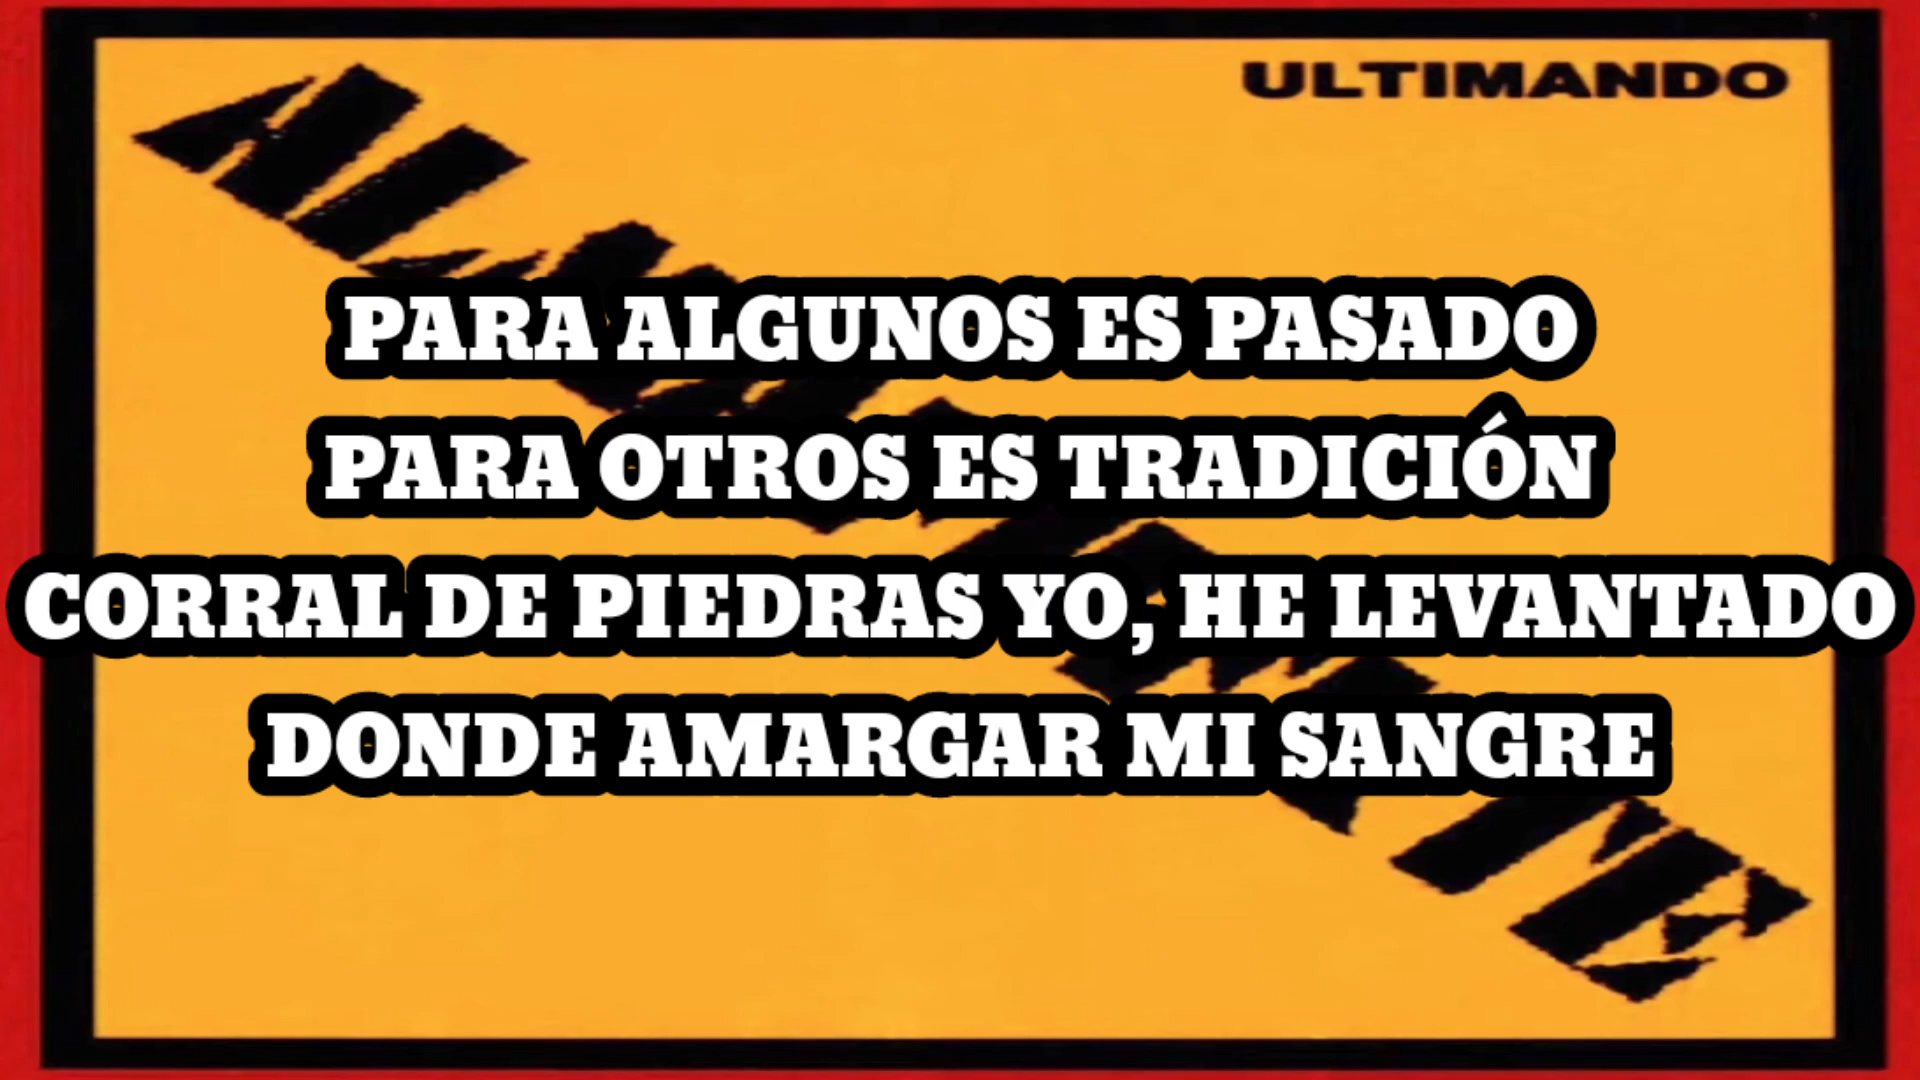 ULTIMANDO
PARA ALGUNOS ES PASADO
PARA OTROS ES TRADICIÓN
CORRAL DE PIEDRAS YO, HE LEVANTADO
DONDE AMARGAR MI SANGRE